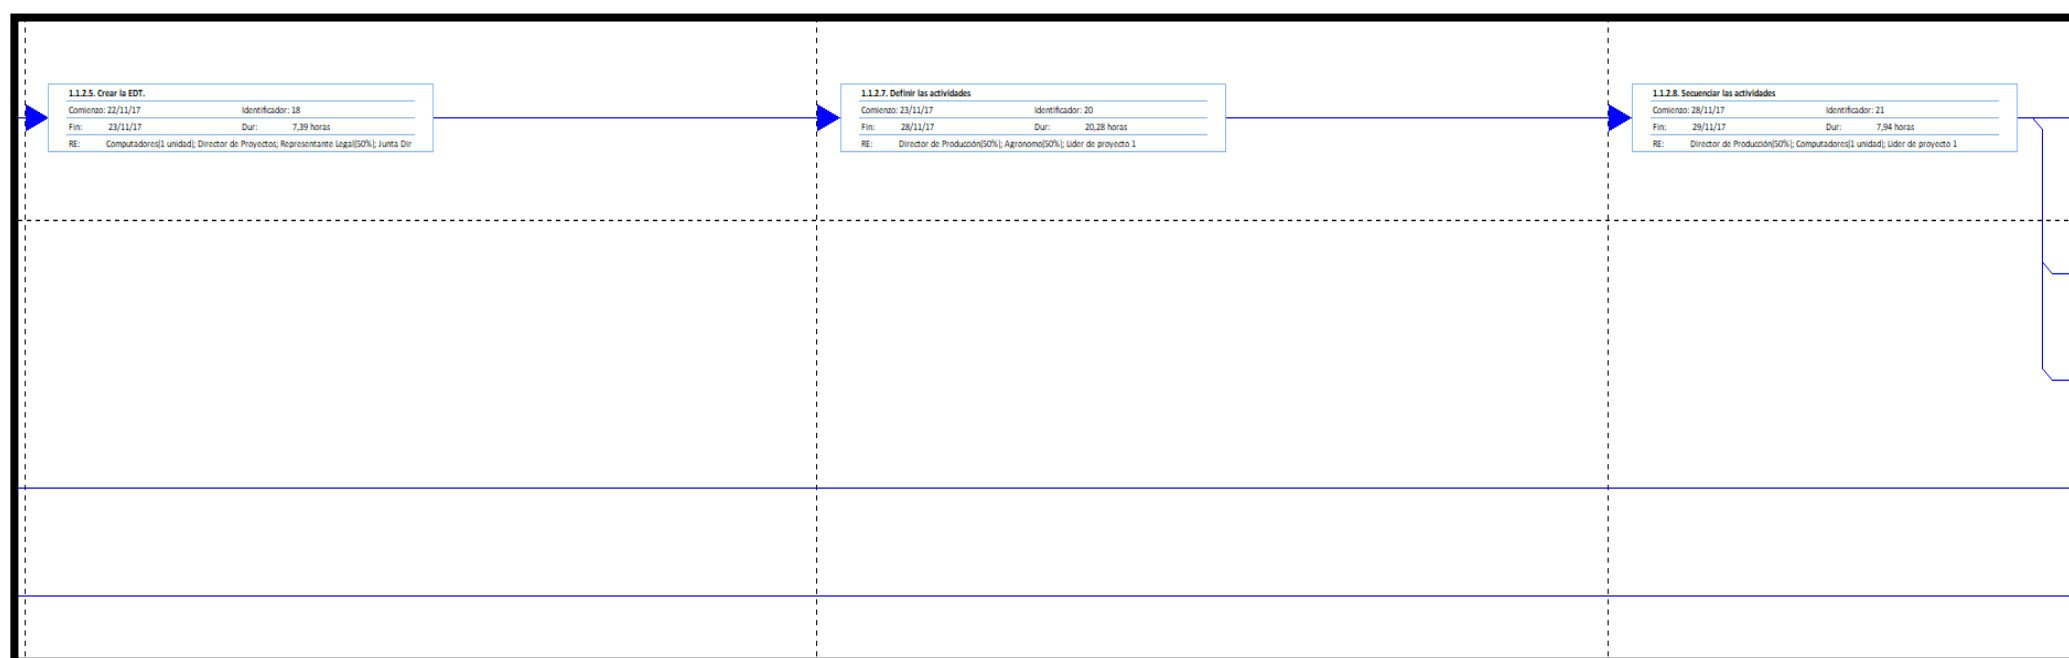 1.1.2.5. Crear la EDT.
Comienzo: 22/11/17 Identificador: 18
Fin: 23/11/17 Dur: 7,39 horas
RE: Computadores[1 unidad]; Director de Proyectos; Representante Legal[50%]; Junta Dir
1.1.2.7. Definir las actividades
Comienzo: 23/11/17 Identificador: 20
Fin: 28/11/17 Dur: 20,28 horas
RE: Director de Producción[50%]; Agronomo[50%]; Lider de proyecto 1
1.1.2.8. Secuenciar las actividades
Comienzo: 28/11/17 Identificador: 21
Fin: 29/11/17 Dur: 7,94 horas
RE: Director de Producción[50%]; Computadores[1 unidad]; Lider de proyecto 1